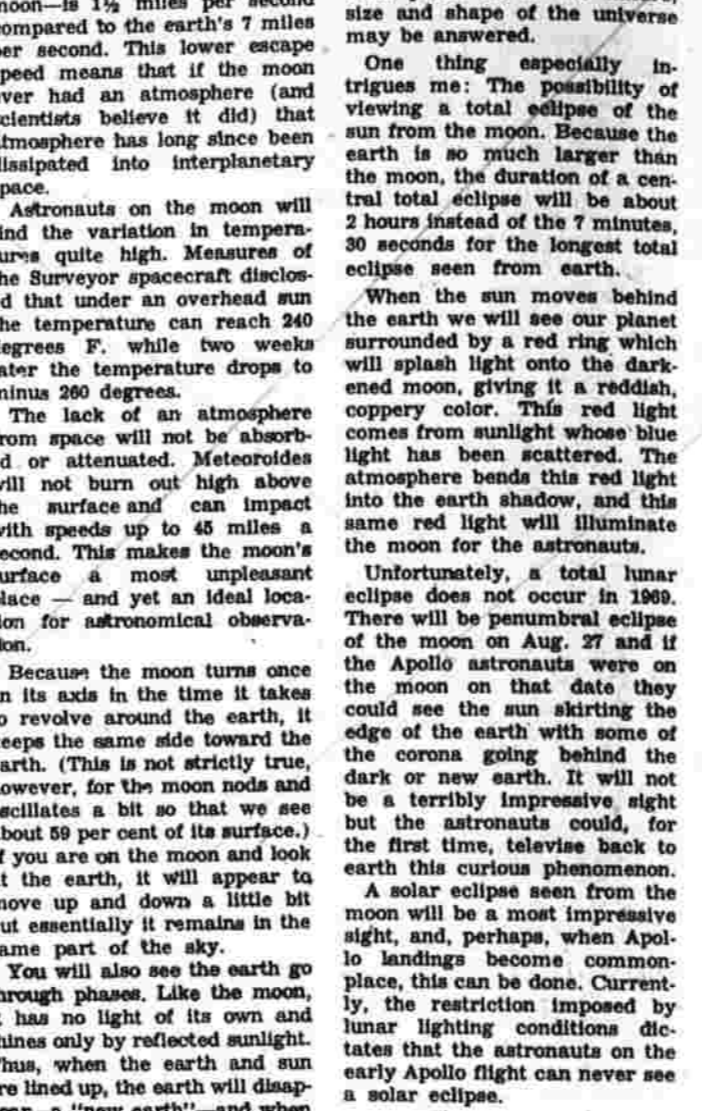 moon—is 1½ miles per second
compared to the earth's 7 miles
per second. This lower escape
speed means that if the moon
ever had an atmosphere (and
scientists believe it did) that
atmosphere has long since been
dissipated into interplanetary
space.
Astronauts on the moon will
find the variation in tempera-
tures quite high. Measures of
the Surveyor spacecraft disclos-
ed that under an overhead sun
the temperature can reach 240
degrees F. while two weeks
later the temperature drops to
minus 260 degrees.
The lack of an atmosphere
from space will not be absorb-
ed or attenuated. Meteoroides
will not burn out high above
the surface and can impact
with speeds up to 45 miles a
second. This makes the moon's
surface a most unpleasant
place — and yet an ideal loca-
tion for astronomical observa-
tion.
Because the moon turns once
on its axis in the time it takes
to revolve around the earth, it
keeps the same side toward the
earth. (This is not strictly true,
however, for the moon nods and
oscillates a bit so that we see
about 59 per cent of its surface.)
If you are on the moon and look
at the earth, it will appear to
move up and down a little bit
but essentially it remains in the
same part of the sky.
You will also see the earth go
through phases. Like the moon,
it has no light of its own and
shines only by reflected sunlight.
Thus, when the earth and sun
are lined up, the earth will disap-
pear—a "new earth"—and when
size and shape of the universe
may be answered.
One thing especially in-
trigues me: The possibility of
viewing a total eclipse of the
sun from the moon. Because the
earth is so much larger than
the moon, the duration of a cen-
tral total eclipse will be about
2 hours instead of the 7 minutes,
30 seconds for the longest total
eclipse seen from earth.
When the sun moves behind
the earth we will see our planet
surrounded by a red ring which
will splash light onto the dark-
ened moon, giving it a reddish,
coppery color. This red light
comes from sunlight whose blue
light has been scattered. The
atmosphere bends this red light
into the earth shadow, and this
same red light will illuminate
the moon for the astronauts.
Unfortunately, a total lunar
eclipse does not occur in 1969.
There will be penumbral eclipse
of the moon on Aug. 27 and if
the Apollo astronauts were on
the moon on that date they
could see the sun skirting the
edge of the earth with some of
the corona going behind the
dark or new earth. It will not
be a terribly impressive sight
but the astronauts could, for
the first time, televise back to
earth this curious phenomenon.
A solar eclipse seen from the
moon will be a most impressive
sight, and, perhaps, when Apol-
lo landings become common-
place, this can be done. Current-
ly, the restriction imposed by
lunar lighting conditions dic-
tates that the astronauts on the
early Apollo flight can never see
a solar eclipse.